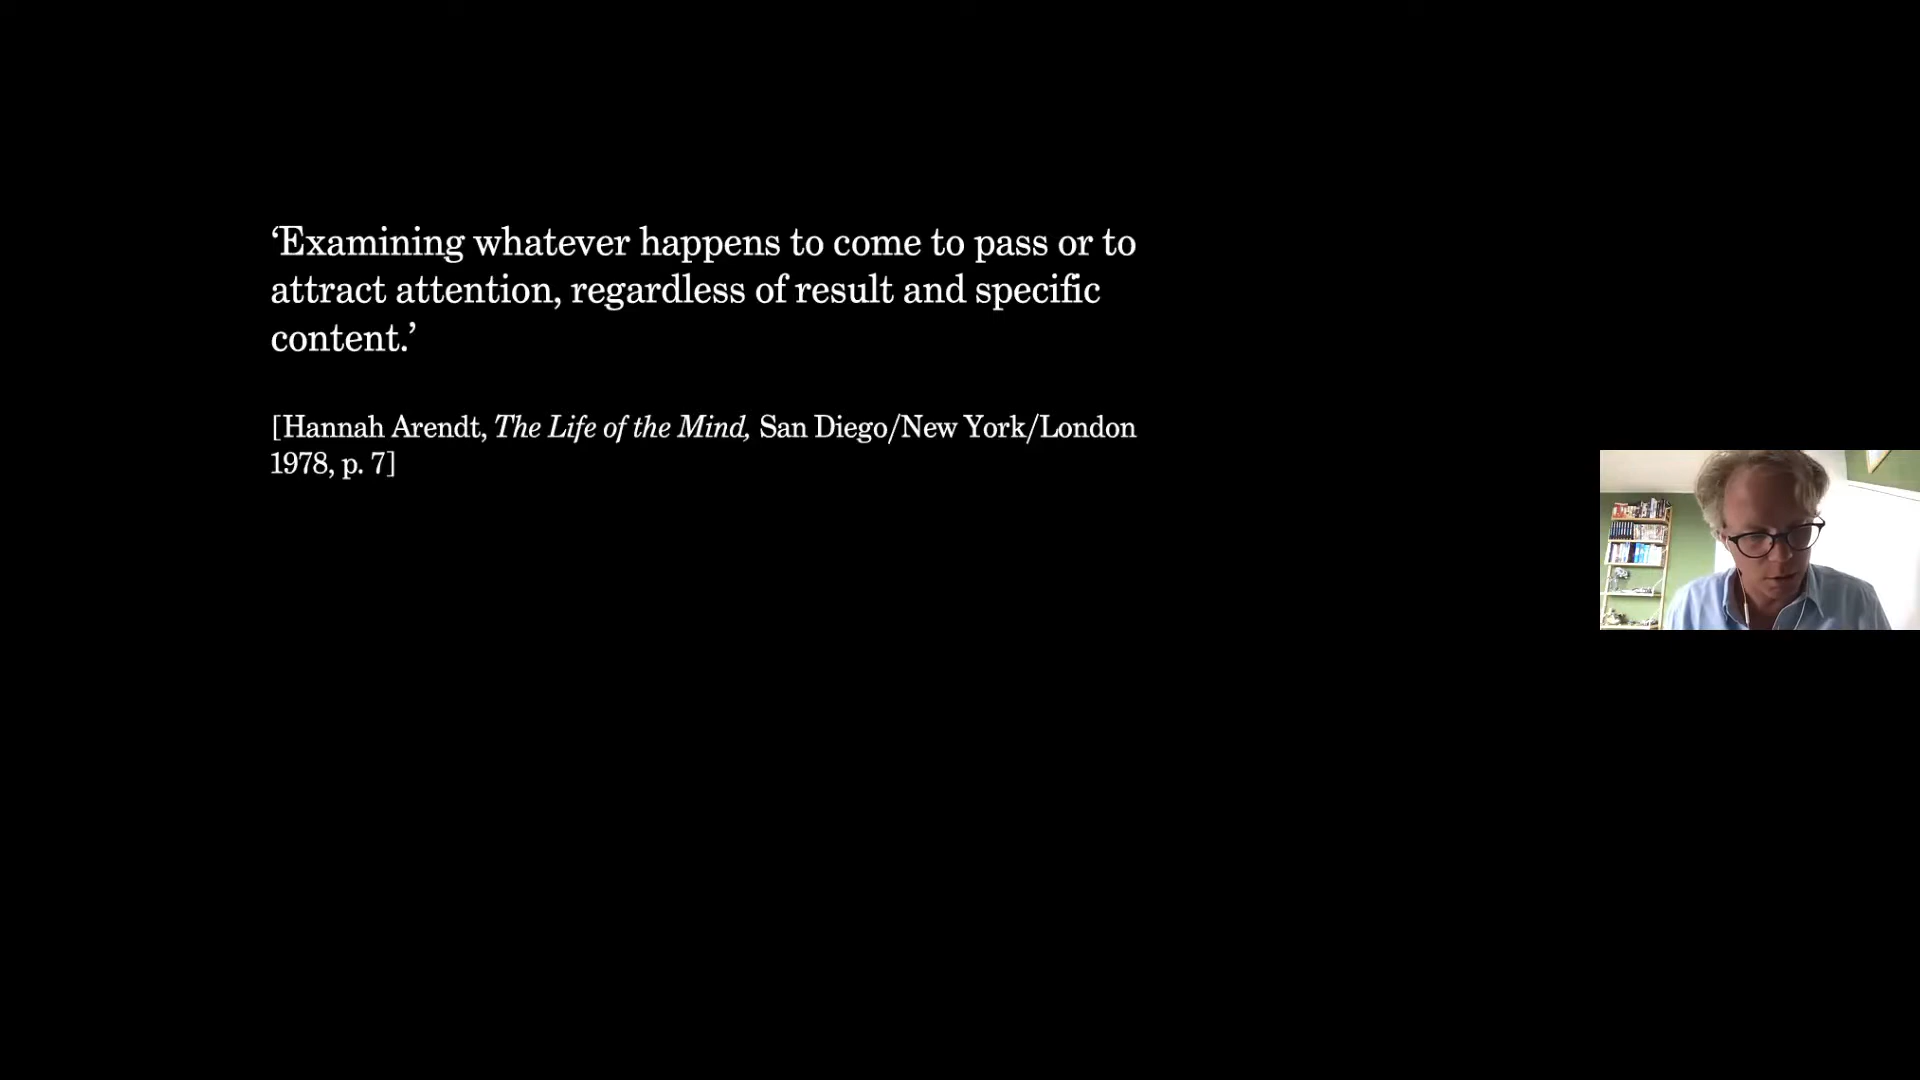 ‘Examining whatever happens to come to pass or to
attract attention, regardless of result and specific
content.’
[Hannah Arendt, The Life of the Mind, San Diego/New York/London
1978, p. 7]